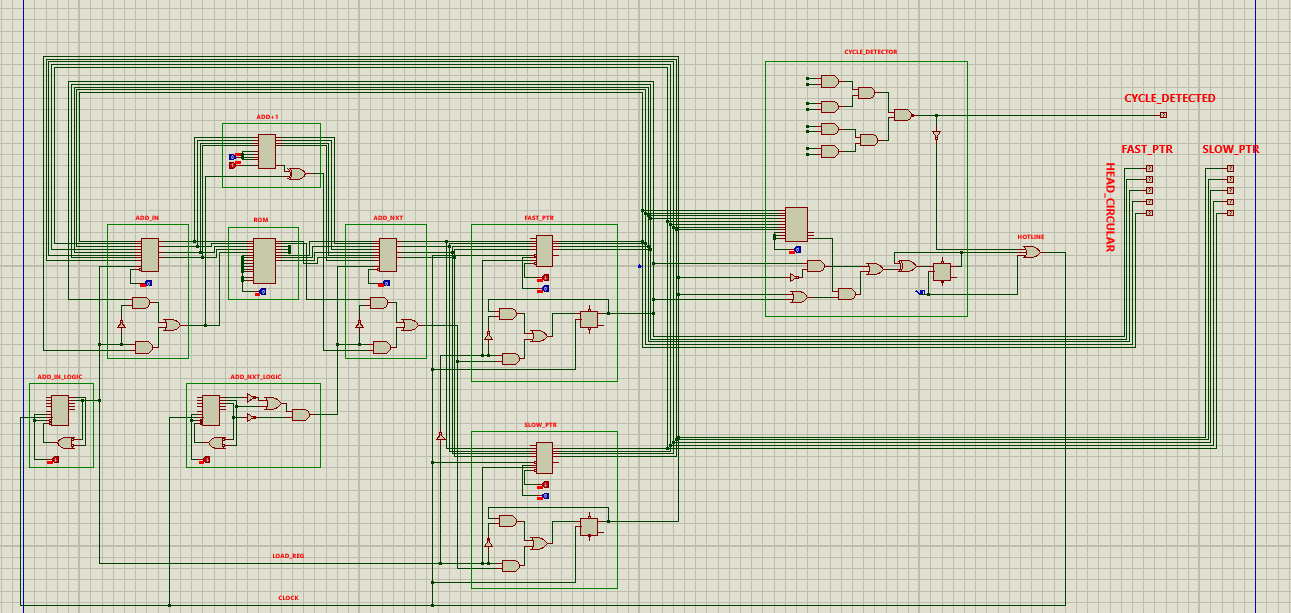 CYCLE_DETECTOR
CYCLE_DETECTED
ADD+1
FAST_PTR
SLOW_PTR
HEAD_CIRCULAR
ADD_IN
ROM
ADD_NXT
FAST_PTR
HOTLINE
ADD_IN_LOGIC
ADD_NXT_LOGIC
SLOW_PTR
LOAD_REG
CLOCK